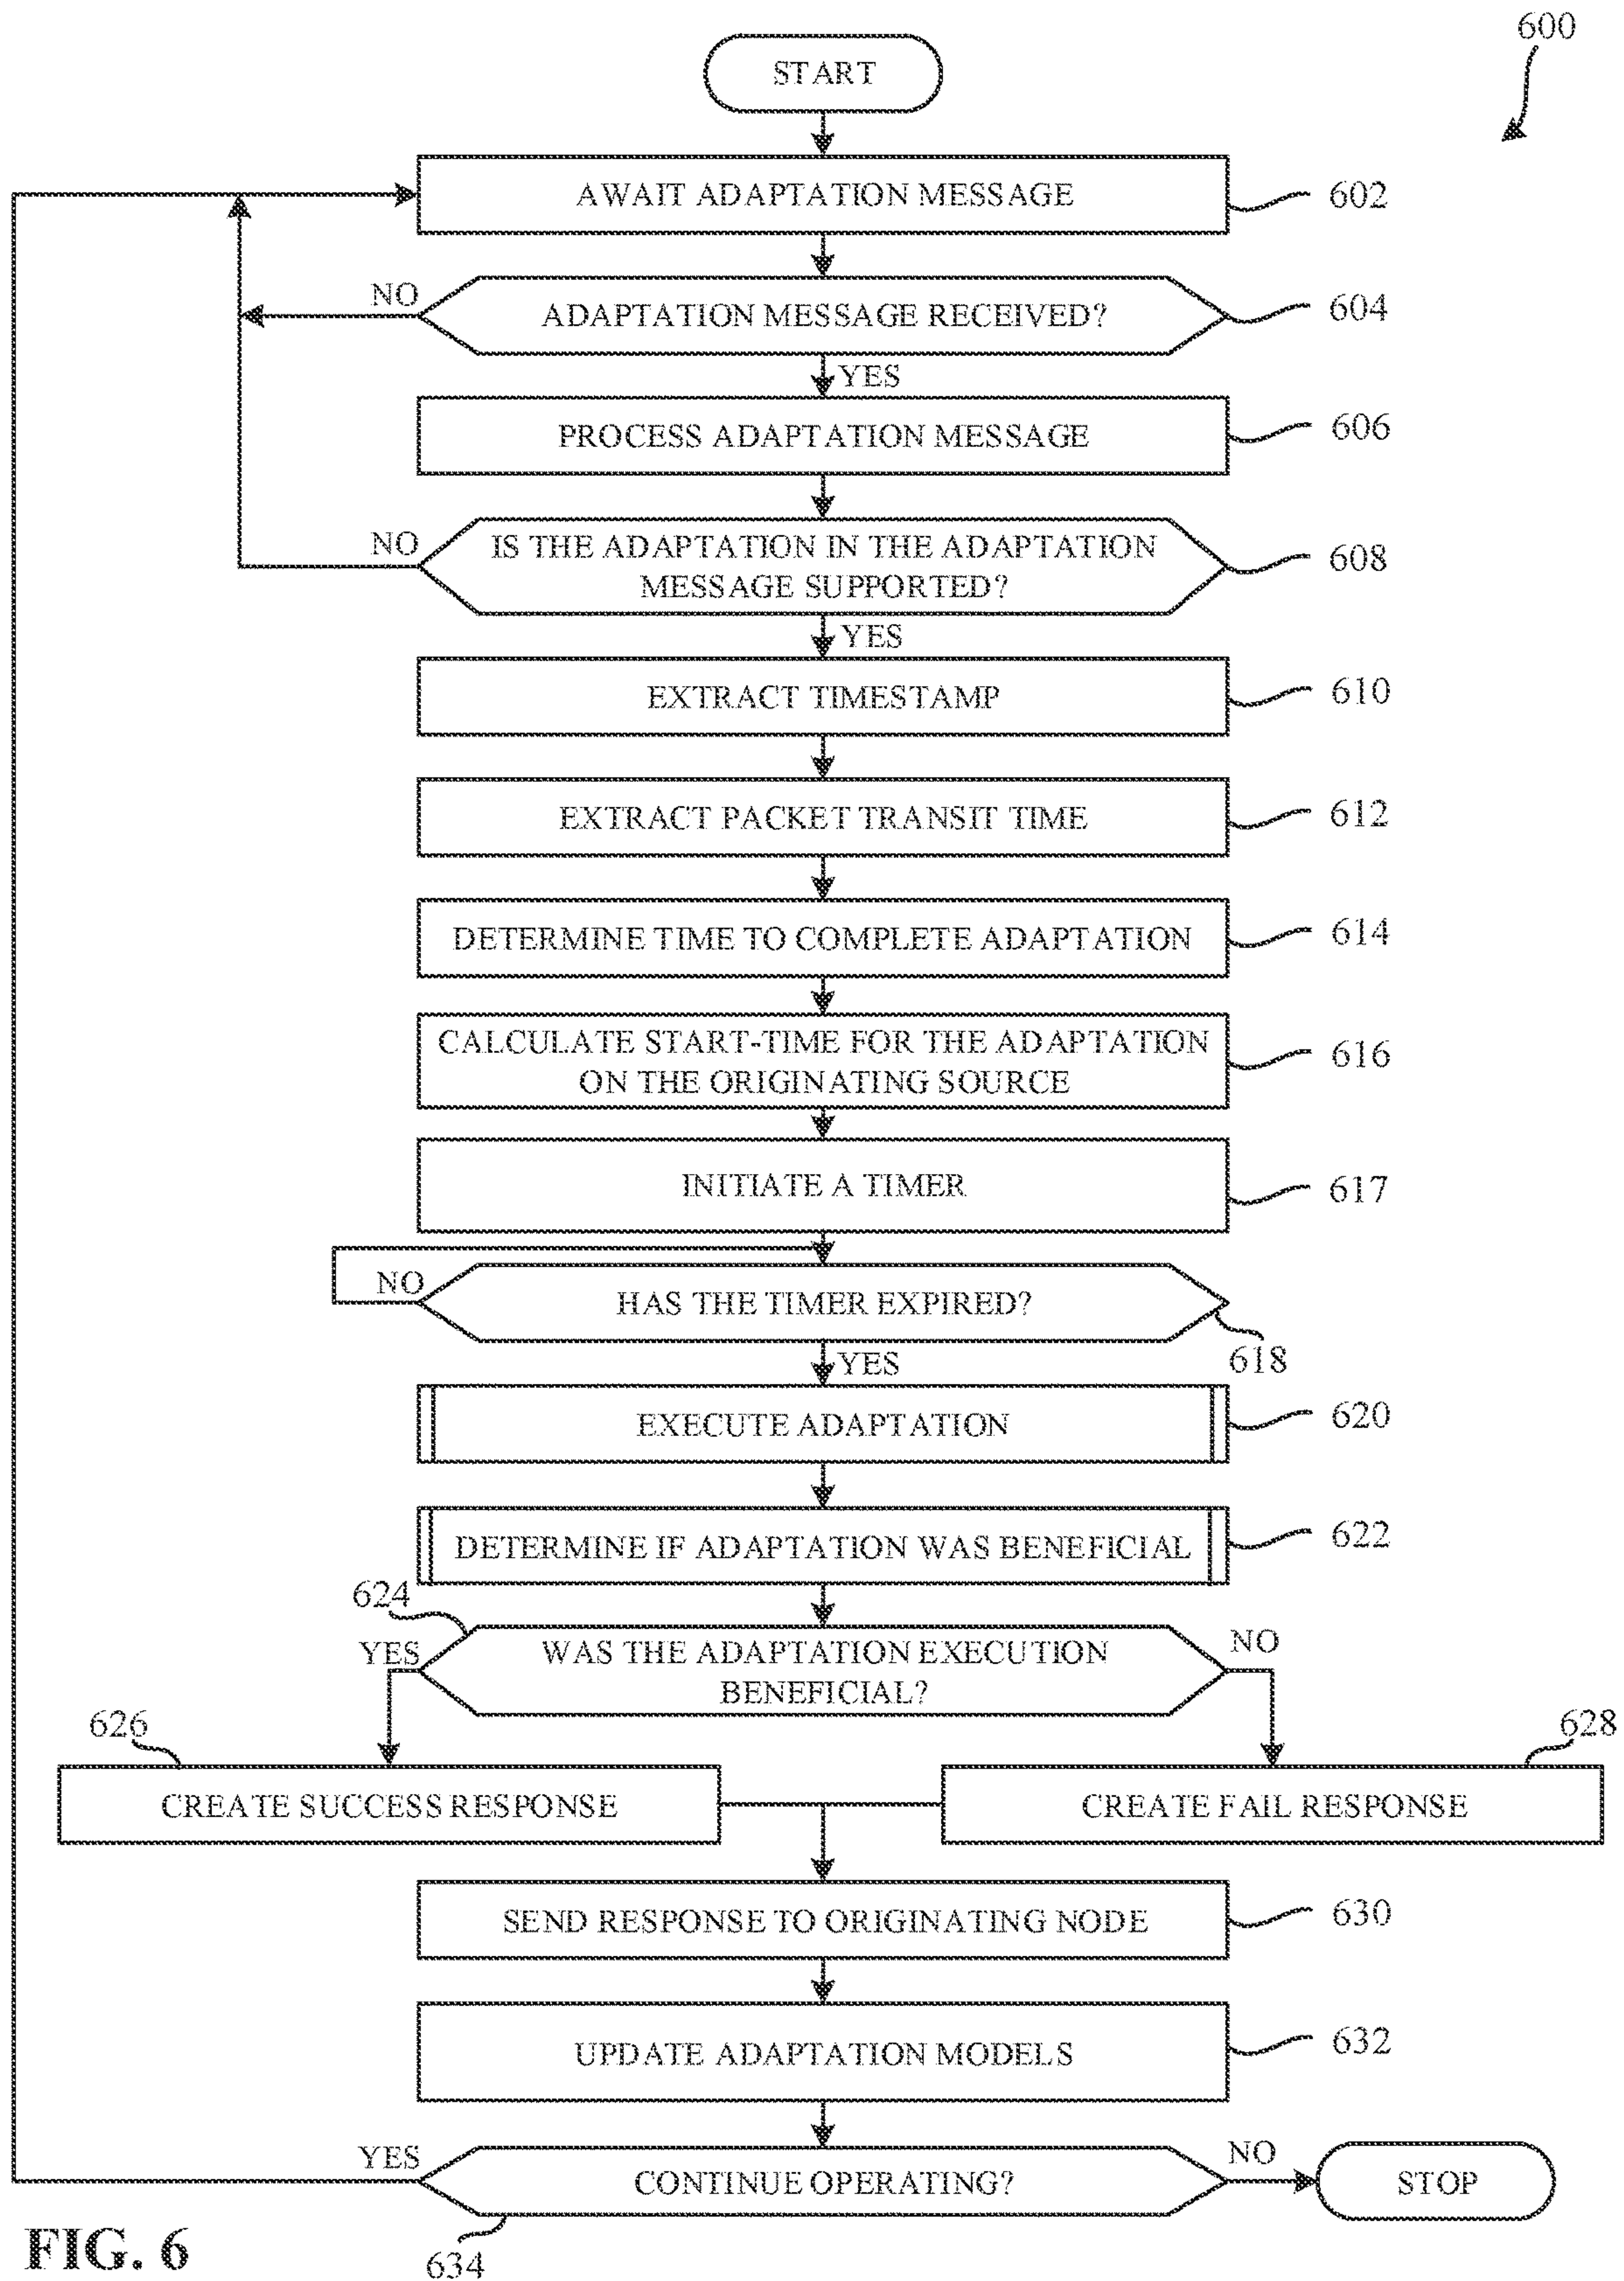 600
START
AWAIT ADAPTATION MESSAGE
602
NO
ADAPTATION MESSAGE RECEIVED?
604
YES
PROCESS ADAPTATION MESSAGE
606
NO
IS THE ADAPTATION IN THE ADAPTATION
MESSAGE SUPPORTED?
608
YES
EXTRACT TIMESTAMP
610
EXTRACT PACKET TRANSIT TIME
612
DETERMINE TIME TO COMPLETE ADAPTATION
614
CALCULATE START-TIME FOR THE ADAPTATION
ON THE ORIGINATING SOURCE
616
INITIATE A TIMER
617
NO
HAS THE TIMER EXPIRED?
618
YES
EXECUTE ADAPTATION
620
DETERMINE IF ADAPTATION WAS BENEFICIAL
622
624
YES
WAS THE ADAPTATION EXECUTION
BENEFICIAL?
NO
626
628
CREATE SUCCESS RESPONSE
CREATE FAIL RESPONSE
SEND RESPONSE TO ORIGINATING NODE
630
UPDATE ADAPTATION MODELS
632
YES
CONTINUE OPERATING?
NO
STOP
634
FIG. 6